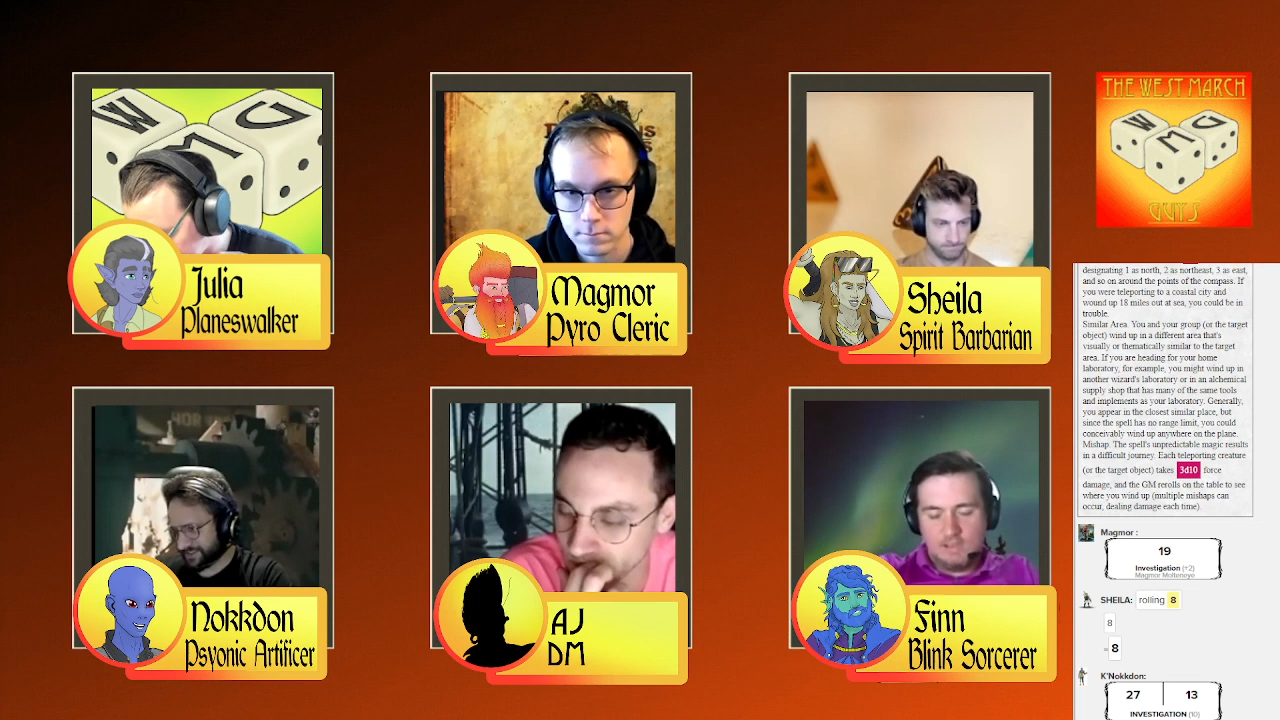 W
M
G
Julia
Planeswalker
Magmor
Pyro Cleric
Sheila
Spirit Barbarian
THE WEST MARCH
W
M
G
GUYS
Nokkdon
Psyonic Artificer
AJ
DM
Finn
Blink Sorcerer
designating 1 as north, 2 as northeast, 3 as east,
and so on around the points of the compass. If
you were teleporting to a coastal city and
wound up 18 miles out at sea, you could be in
trouble.
Similar Area. You and your group (or the target
object) wind up in a different area that's
visually or thematically similar to the target
area. If you are heading for your home
laboratory, for example, you might wind up in
another wizard's laboratory or in an alchemical
supply shop that has many of the same tools
and implements as your laboratory. Generally,
you appear in the closest similar place, but
since the spell has no range limit, you could
conceivably wind up anywhere on the plane.
Mishap. The spell's unpredictable magic results
in a difficult journey. Each teleporting creature
(or the target object) takes 3d10 force
damage, and the GM rerolls on the table to see
where you wind up (multiple mishaps can
occur, dealing damage each time).
Magmor :
19
Investigation (+2)
Magmor Molteneye
SHEILA: rolling 8
8
=8
K'Nokkdon:
27 13
INVESTIGATION (10)